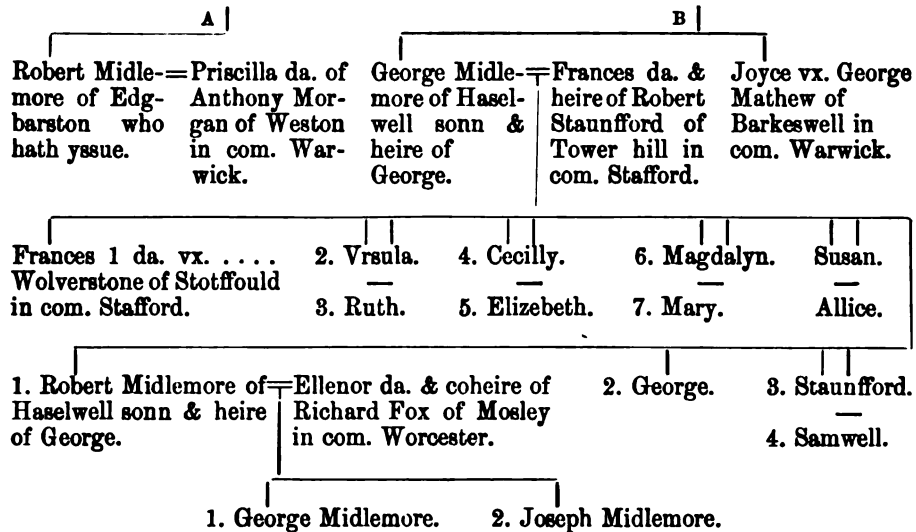 A B
Robert Midle-
more of Edg-
barston who
hath yssue.
Priscilla da. of
Anthony Mor-
gan of Weston
in com. War-
wick.
George Midle-
more of Hasel-
well sonn &
heire of
George.
Frances da. &
heire of Robert
Staunfford of
Tower hill in
com. Stafford.
Joyce vx. George
Mathew of
Barkeswell in
com. Warwick.
Frances 1 da. vx. . . . . .
Wolverstone of Stotffould
in com. Stafford.
2. Vrsula.
3. Ruth.
4. Cecilly.
5. Elizebeth.
6. Magdalyn.
7. Mary.
Susan.
Allice.
1. Robert Midlemore of
Haselwell sonn & heire
of George.
Ellenor da. & coheire of
Richard Fox of Mosley
in com. Worcester.
2. George.
3. Staunfford.
4. Samwell.
1. George Midlemore. 2. Joseph Midlemore.